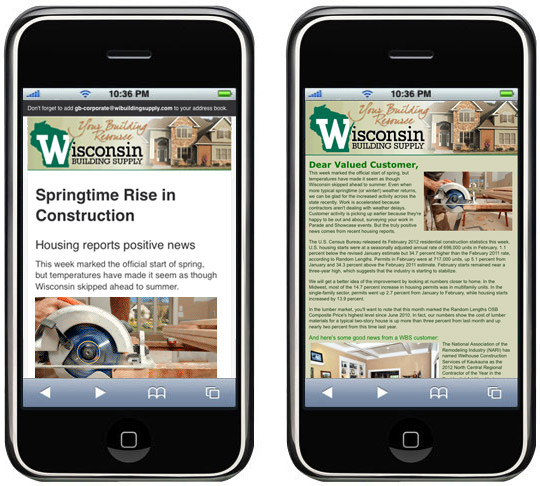 10:36 PM
Don't forget to add gb-corporate@wibuildingsupply.com to your address book.
Your Building
Resource
Wisconsin
BUILDING SUPPLY
Springtime Rise in
Construction
Housing reports positive news
This week marked the official start of spring,
but temperatures have made it seem as though
Wisconsin skipped ahead to summer.
10:36 PM
Your Building
Resource
Wisconsin
BUILDING SUPPLY
Dear Valued Customer,
This week marked the official start of spring, but
temperatures have made it seem as though
Wisconsin skipped ahead to summer. Even when
more typical springtime (or winter!) weather returns,
we can be glad for the increased activity across the
state recently. Work is accelerated because
contractors aren't dealing with weather delays.
Customer activity is picking up earlier because they're
happy to be out and about, surveying your work in
Parade and Showcase events. But the truly positive
news comes from recent housing reports.
The U.S. Census Bureau released its February 2012 residential construction statistics this week.
U.S. housing starts were at a seasonally adjusted annual rate of 698,000 units in February, 1.1
percent below the revised January estimate but 34.7 percent higher than the February 2011 rate,
according to Random Lengths. Permits in February were at 717,000 units, up 5.1 percent from
January and 34.3 percent above the February 2011 estimate. February starts remained near a
three-year high, which suggests that the industry is starting to stabilize.
We still get a better idea of the improvement by looking at numbers closer to home. In the
Midwest, most of the 14.7 percent increase in housing permits was in multifamily units. In the
single-family sector, permits went up 2.7 percent from January to February, while housing starts
increased by 13.9 percent.
In the lumber market, you'll want to note that this month marked the Random Lengths OSB
Composite Price's highest level since June 2010. In fact, our numbers show the cost of lumber
materials for a typical two-story house is up more than three percent from last month and up
nearly two percent from this time last year.
And here's some good news from a WBS customer:
The National Association of the
Remodeling Industry (NARI) has
named Welhouse Construction
Services of Kaukauna as the
2012 North Central Regional
Contractor of the Year in the